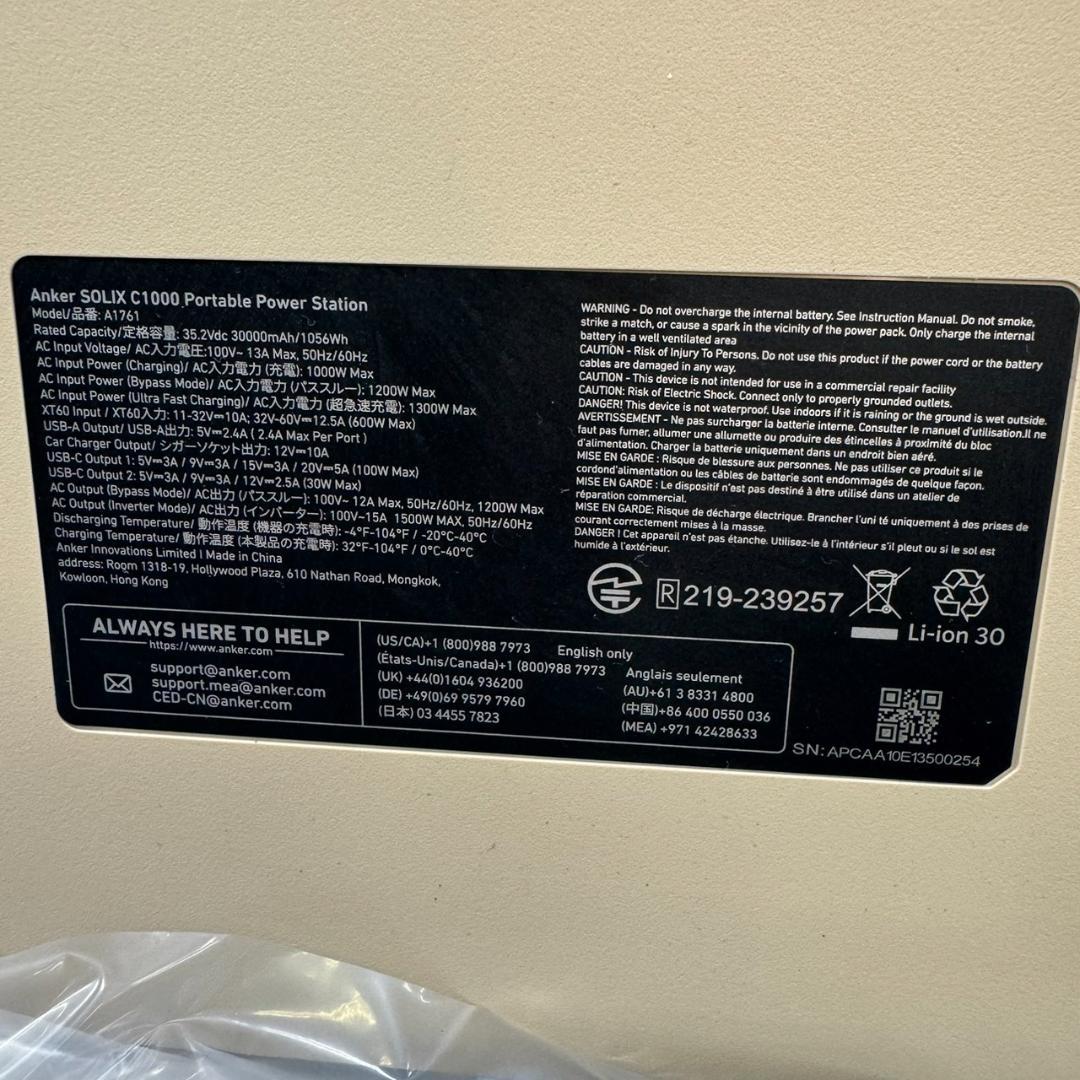 Anker SOLIX C1000 Portable Power Station
Model/品番: A1761
Rated Capacity/定格容量: 35.2Vdc 30000mAh/1056Wh
AC Input Voltage/ AC入力電圧:100V~ 13A Max, 50Hz/60Hz
AC Input Power (Charging)/ AC入力電力 (充電): 1000W Max
AC Input Power (Bypass Mode)/ AC入力電力 (パススルー): 1200W Max
AC Input Power (Ultra Fast Charging)/ AC入力電力 (超急速充電): 1300W Max
XT60 Input / XT60入力: 11-32V⎓10A; 32V-60V⎓12.5A (600W Max)
USB-A Output/ USB-A出力: 5V⎓2.4A ( 2.4A Max Per Port )
Car Charger Output/ シガーソケット出力: 12V⎓10A
USB-C Output 1: 5V⎓3A / 9V⎓3A / 15V⎓3A / 20V⎓5A (100W Max)
USB-C Output 2: 5V⎓3A / 9V⎓3A / 12V⎓2.5A (30W Max)
AC Output (Bypass Mode)/ AC出力 (パススルー): 100V~ 12A Max, 50Hz/60Hz, 1200W Max
AC Output (Inverter Mode)/ AC出力 (インバーター): 100V~15A 1500W MAX, 50Hz/60Hz
Discharging Temperature/ 動作温度 (機器の充電時): -4°F-104°F / -20°C-40°C
Charging Temperature/ 動作温度 (本製品の充電時): 32°F-104°F / 0°C-40°C
Anker Innovations Limited | Made in China
address: Room 1318-19, Hollywood Plaza, 610 Nathan Road, Mongkok,
Kowloon, Hong Kong
WARNING - Do not overcharge the internal battery. See Instruction Manual. Do not smoke,
strike a match, or cause a spark in the vicinity of the power pack. Only charge the internal
battery in a well ventilated area
CAUTION - Risk of Injury To Persons. Do not use this product if the power cord or the battery
cables are damaged in any way.
CAUTION - This device is not intended for use in a commercial repair facility
CAUTION: Risk of Electric Shock. Connect only to properly grounded outlets.
DANGER! This device is not waterproof. Use indoors if it is raining or the ground is wet outside.
AVERTISSEMENT - Ne pas surcharger la batterie interne. Consulter le manuel d'utilisation.Il ne
faut pas fumer, allumer une allumette ou produire des étincelles à proximité du bloc
d'alimentation. Charger la batterie uniquement dans un endroit bien aéré.
MISE EN GARDE : Risque de blessure aux personnes. Ne pas utiliser ce produit si le
cordond'alimentation ou les câbles de batterie sont endommagés de quelque façon.
MISE EN GARDE : Le dispositif n'est pas destiné à être utilisé dans un atelier de
réparation commercial.
MISE EN GARDE: Risque de décharge électrique. Brancher l'uni té uniquement à des prises de
courant correctement mises à la masse.
DANGER ! Cet appareil n'est pas étanche. Utilisez-le à l'intérieur s'il pleut ou si le sol est
humide à l'extérieur.
R 219-239257
Li-ion 30
ALWAYS HERE TO HELP
https://www.anker.com
support@anker.com
support.mea@anker.com
CED-CN@anker.com
(US/CA)+1 (800)988 7973 English only
(États-Unis/Canada)+1 (800)988 7973 Anglais seulement
(UK) +44(0)1604 936200
(DE) +49(0)69 9579 7960
(日本) 03 4455 7823
(AU)+61 3 8331 4800
(中国)+86 400 0550 036
(MEA) +971 42428633
SN: APCAA10E13500254